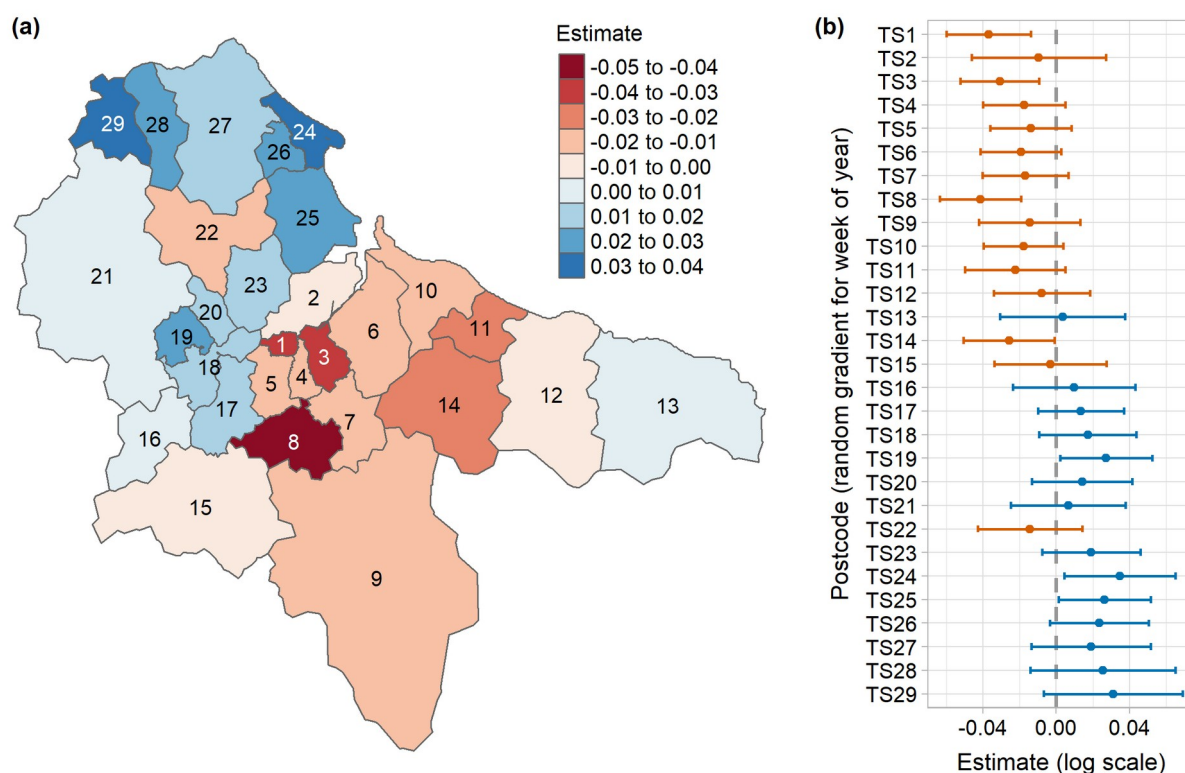 (a)
Estimate
-0.05 to -0.04
-0.04 to -0.03
-0.03 to -0.02
-0.02 to -0.01
-0.01 to 0.00
0.00 to 0.01
0.01 to 0.02
0.02 to 0.03
0.03 to 0.04
29
28
27
24
26
25
22
21
23
2
20
10
19
6
11
1
3
18
5
4
17
14
12
13
7
16
8
15
9
(b)
Postcode (random gradient for week of year)
TS1
TS2
TS3
TS4
TS5
TS6
TS7
TS8
TS9
TS10
TS11
TS12
TS13
TS14
TS15
TS16
TS17
TS18
TS19
TS20
TS21
TS22
TS23
TS24
TS25
TS26
TS27
TS28
TS29
-0.04 0.00 0.04
Estimate (log scale)